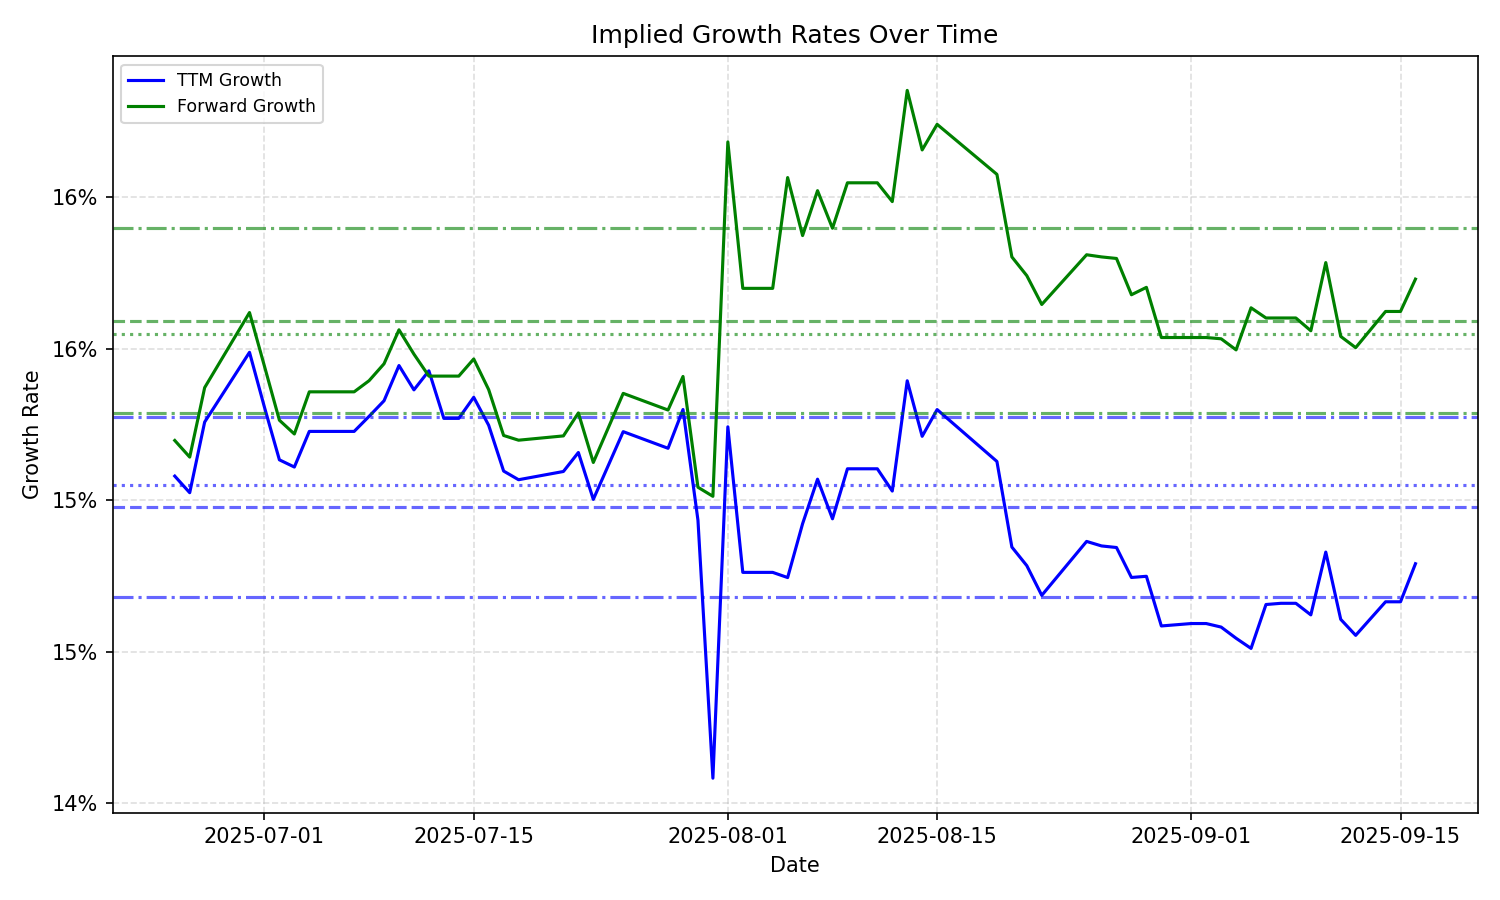 Implied Growth Rates Over Time
TTM Growth
Forward Growth
16%
16%
15%
15%
14%
Growth Rate
2025-07-01
2025-07-15
2025-08-01
2025-08-15
2025-09-01
2025-09-15
Date